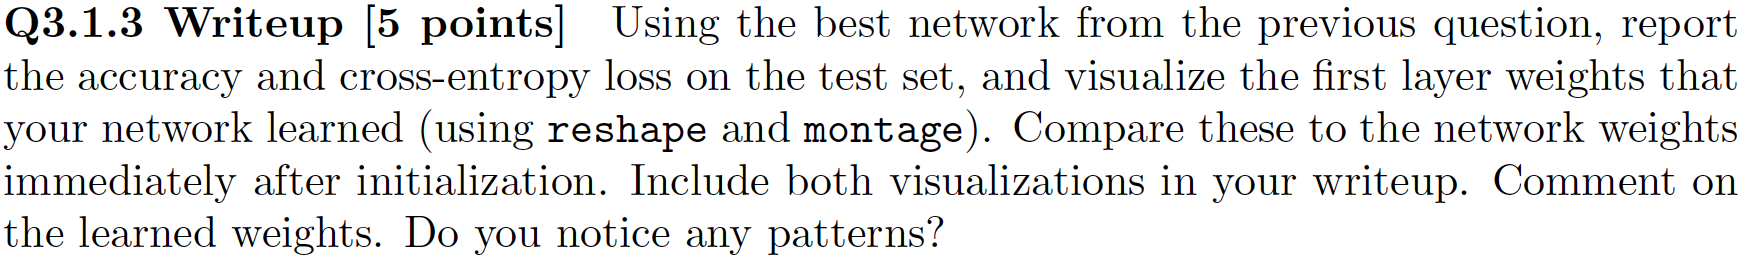 Q3.1.3 Writeup [5 points] Using the best network from the previous question, report
the accuracy and cross-entropy loss on the test set, and visualize the first layer weights that
your network learned (using reshape and montage). Compare these to the network weights
immediately after initialization. Include both visualizations in your writeup. Comment on
the learned weights. Do you notice any patterns?